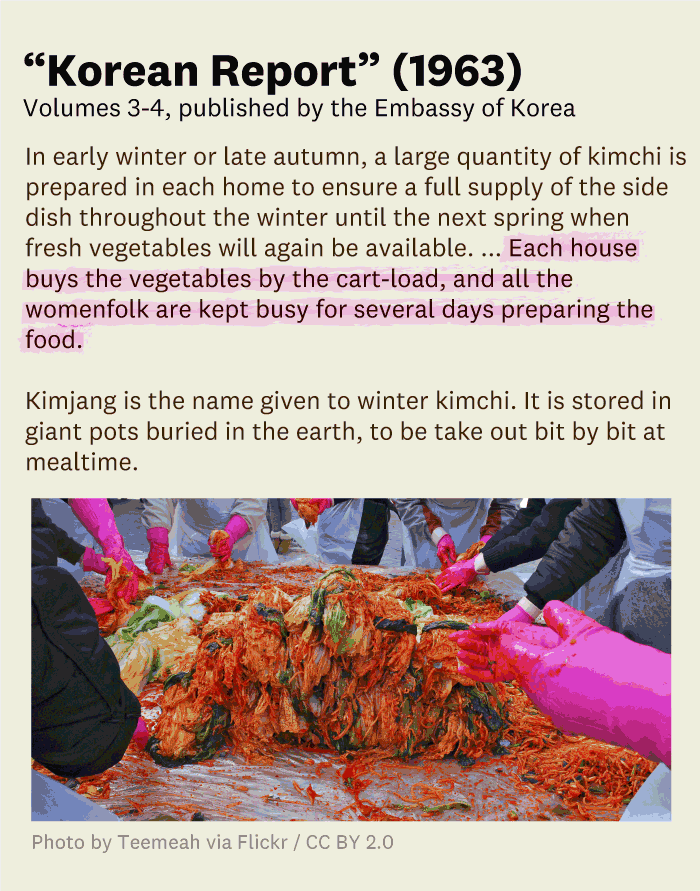 “Korean Report” (1963)
Volumes 3-4, published by the Embassy of Korea
In early winter or late autumn, a large quantity of kimchi is
prepared in each home to ensure a full supply of the side
dish throughout the winter until the next spring when
fresh vegetables will again be available. ... Each house
buys the vegetables by the cart-load, and all the
womenfolk are kept busy for several days preparing the
food.
Kimjang is the name given to winter kimchi. It is stored in
giant pots buried in the earth, to be take out bit by bit at
mealtime.
Photo by Teemeah via Flickr / CC BY 2.0